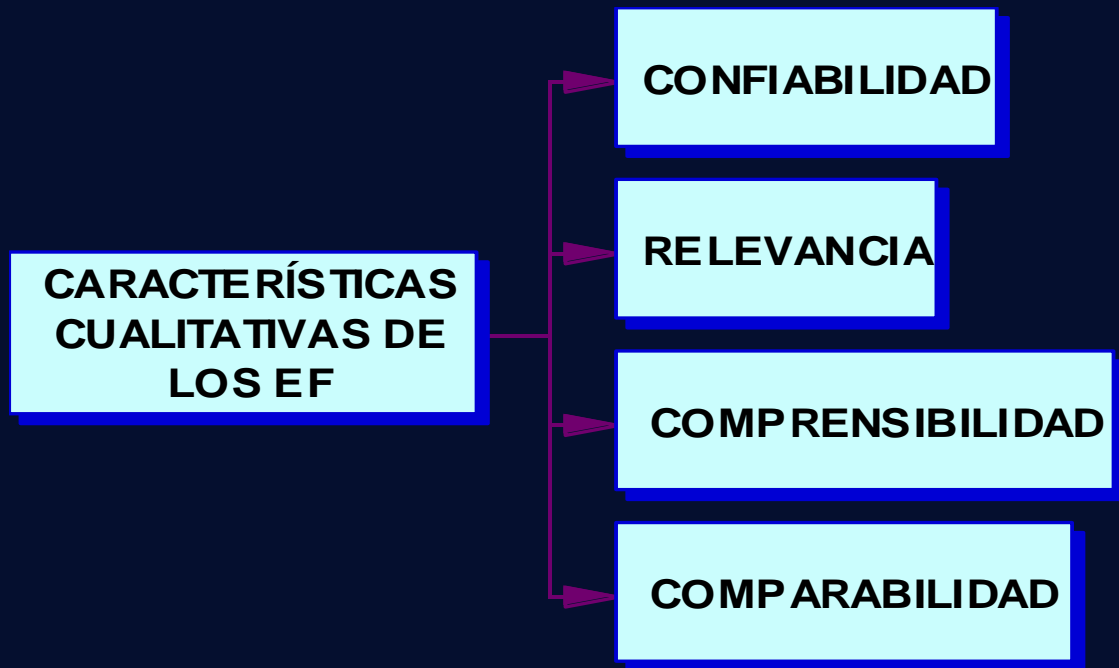 CARACTERÍSTICAS
CUALITATIVAS DE
LOS EF
CONFIABILIDAD
RELEVANCIA
COMPRENSIBILIDAD
COMPARABILIDAD